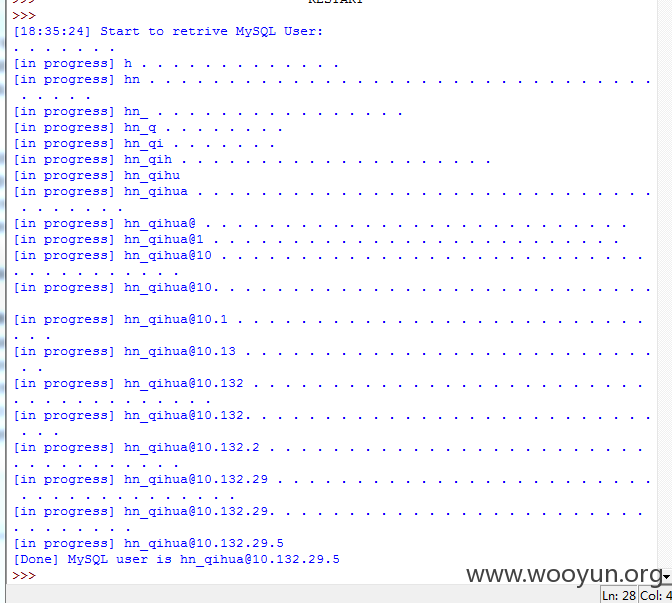 >>> RESTART
>>>
[18:35:24] Start to retrive MySQL User:
. . . . . . .
[in progress] h . . . . . . . . . . . . .
[in progress] hn . . . . . . . . . . . . . . . . . . . . . . . . . . . . . . . .
. . . . .
[in progress] hn_ . . . . . . . . . . . . . . . .
[in progress] hn_q . . . . . . . .
[in progress] hn_qi . . . . . . .
[in progress] hn_qih . . . . . . . . . . . . . . . . . . . .
[in progress] hn_qihu
[in progress] hn_qihua . . . . . . . . . . . . . . . . . . . . . . . . . . . . .
. . . . . . .
[in progress] hn_qihua@ . . . . . . . . . . . . . . . . . . . . . . . . . . .
[in progress] hn_qihua@1 . . . . . . . . . . . . . . . . . . . . . . . . . .
[in progress] hn_qihua@10 . . . . . . . . . . . . . . . . . . . . . . . . . . .
. . . . . . . . . . .
[in progress] hn_qihua@10. . . . . . . . . . . . . . . . . . . . . . . . . . . .
[in progress] hn_qihua@10.1 . . . . . . . . . . . . . . . . . . . . . . . . . .
. . .
[in progress] hn_qihua@10.13 . . . . . . . . . . . . . . . . . . . . . . . . . .
. .
[in progress] hn_qihua@10.132 . . . . . . . . . . . . . . . . . . . . . . . . .
. . . . . . . . . . . . .
[in progress] hn_qihua@10.132. . . . . . . . . . . . . . . . . . . . . . . . . .
. . .
[in progress] hn_qihua@10.132.2 . . . . . . . . . . . . . . . . . . . . . . . .
. . . . . . . . . . .
[in progress] hn_qihua@10.132.29 . . . . . . . . . . . . . . . . . . . . . . . .
. . . . . . . . . . . . . .
[in progress] hn_qihua@10.132.29. . . . . . . . . . . . . . . . . . . . . . . .
. . . . . . . .
[in progress] hn_qihua@10.132.29.5
[Done] MySQL user is hn_qihua@10.132.29.5
>>>
www.wooyun.org
Ln: 28 Col: 4